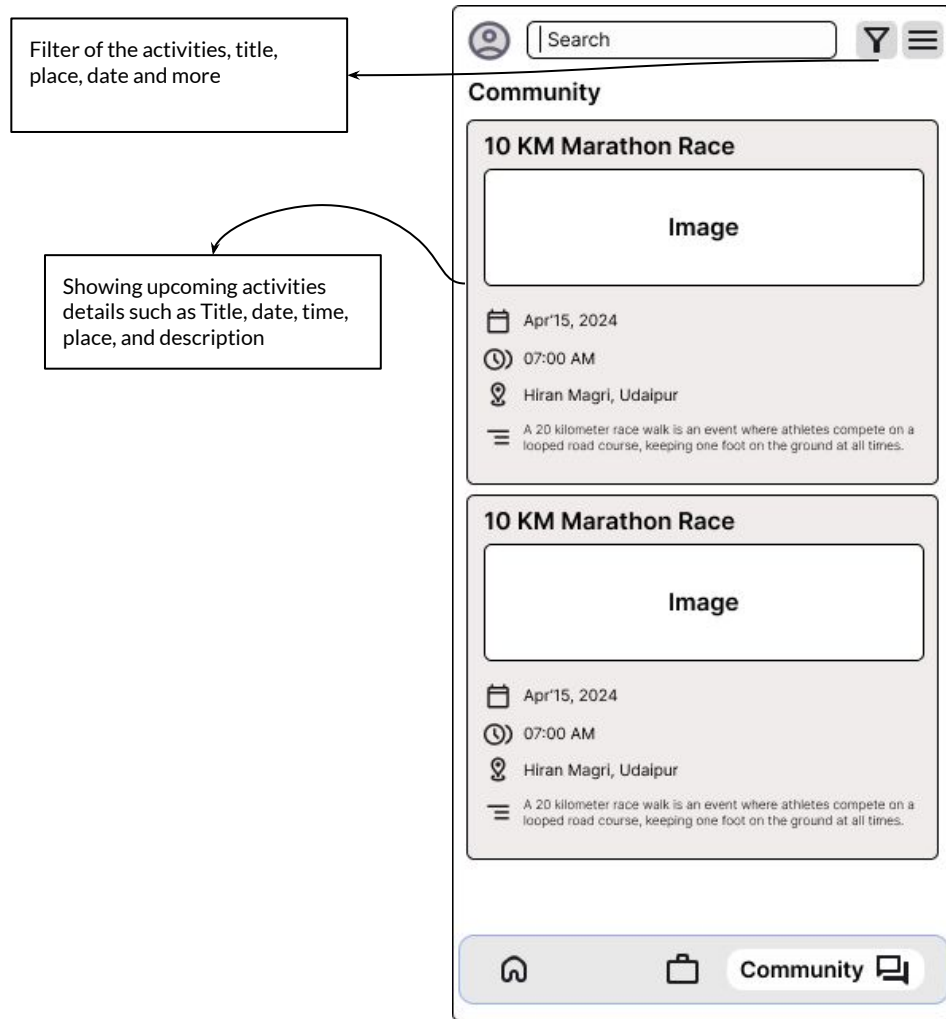 Filter of the activities, title,
place, date and more
Showing upcoming activities
details such as Title, date, time,
place, and description
Search
Community
10 KM Marathon Race
Image
Apr'15, 2024
07:00 AM
Hiran Magri, Udaipur
A 20 kilometer race walk is an event where athletes compete on a
looped road course, keeping one foot on the ground at all times.
10 KM Marathon Race
Image
Apr'15, 2024
07:00 AM
Hiran Magri, Udaipur
A 20 kilometer race walk is an event where athletes compete on a
looped road course, keeping one foot on the ground at all times.
Community